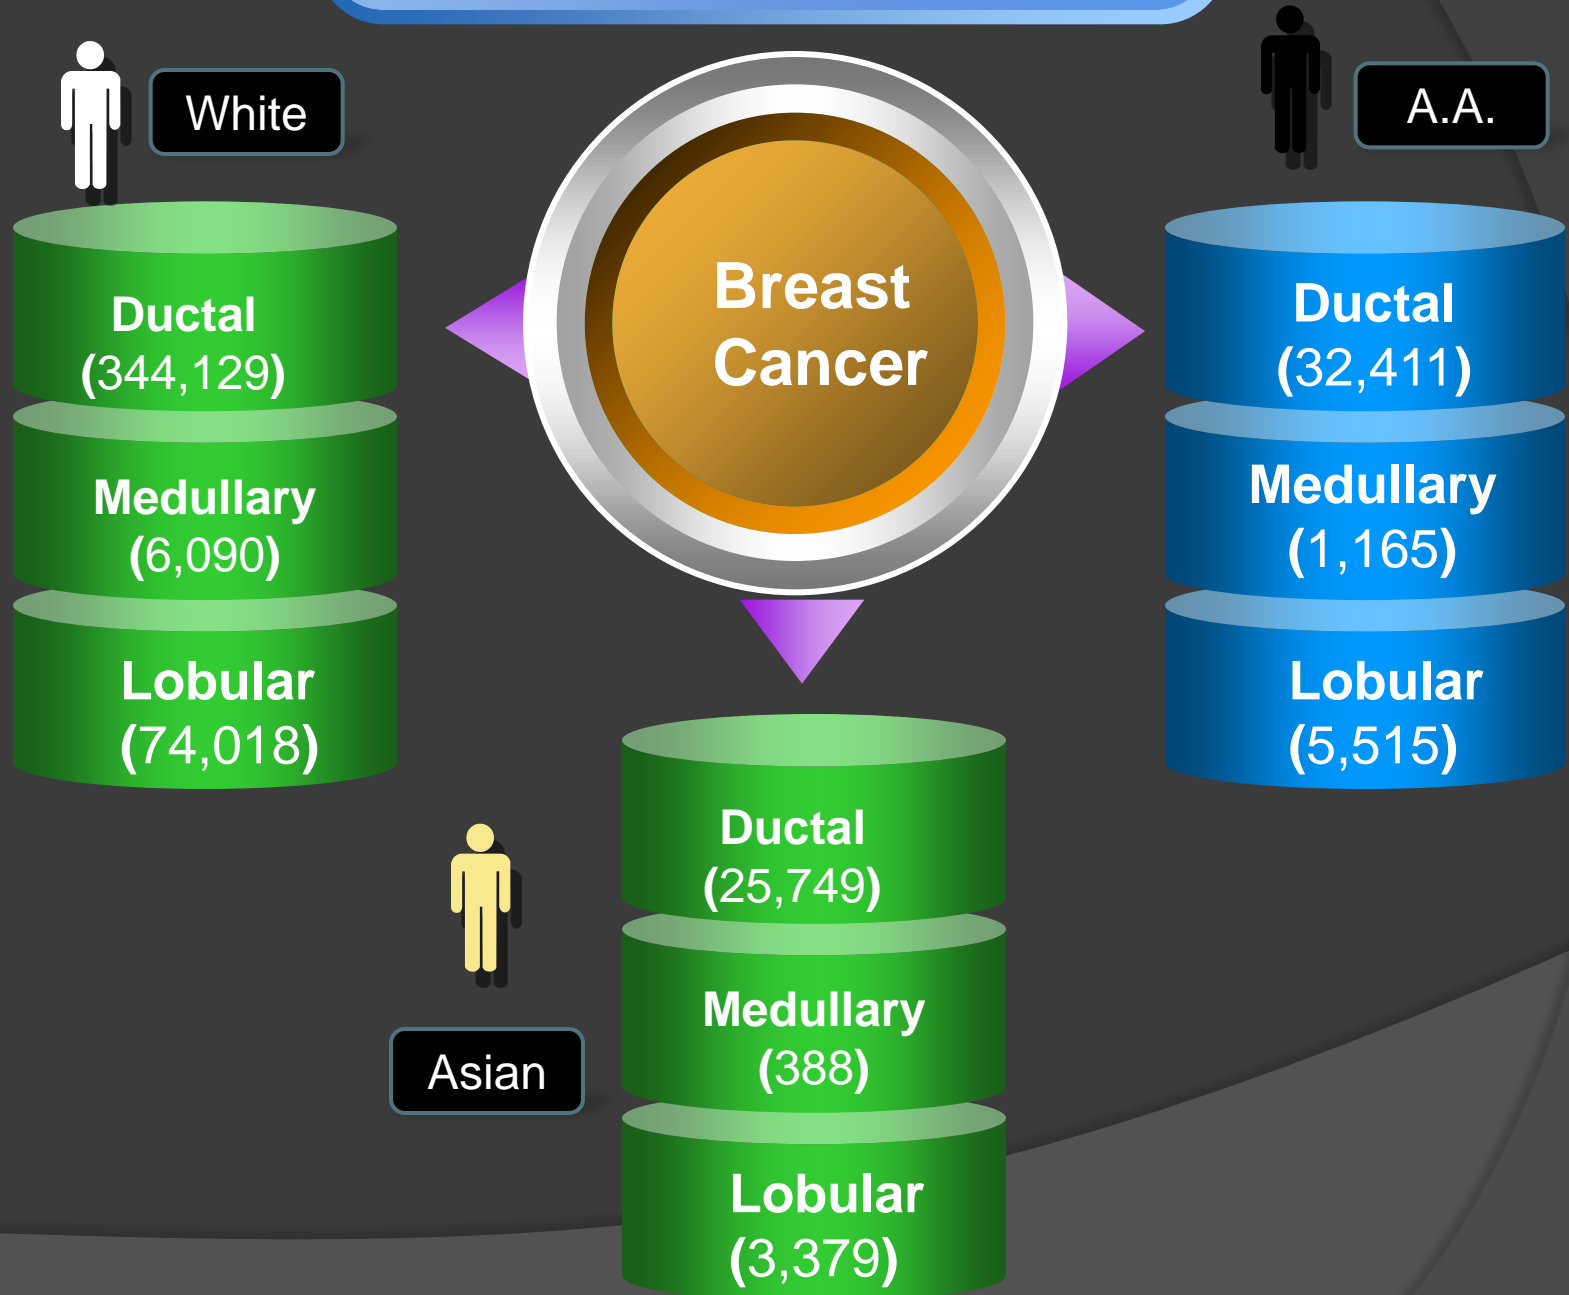 White
A.A.
Breast
Cancer
Ductal
(344,129)
Medullary
(6,090)
Lobular
(74,018)
Ductal
(32,411)
Medullary
(1,165)
Lobular
(5,515)
Asian
Ductal
(25,749)
Medullary
(388)
Lobular
(3,379)